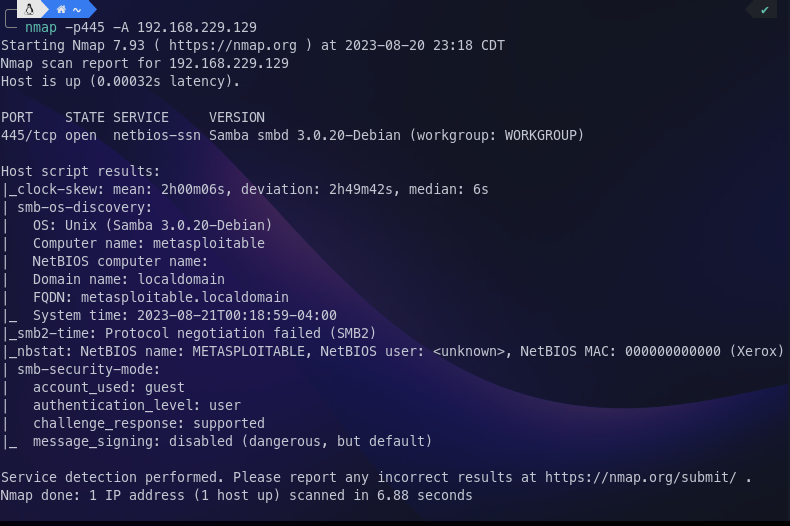 ~
nmap -p445 -A 192.168.229.129
Starting Nmap 7.93 ( https://nmap.org ) at 2023-08-20 23:18 CDT
Nmap scan report for 192.168.229.129
Host is up (0.00032s latency).

PORT    STATE SERVICE     VERSION
445/tcp open  netbios-ssn Samba smbd 3.0.20-Debian (workgroup: WORKGROUP)

Host script results:
|_clock-skew: mean: 2h00m06s, deviation: 2h49m42s, median: 6s
| smb-os-discovery:
|   OS: Unix (Samba 3.0.20-Debian)
|   Computer name: metasploitable
|   NetBIOS computer name:
|   Domain name: localdomain
|   FQDN: metasploitable.localdomain
|_  System time: 2023-08-21T00:18:59-04:00
|_smb2-time: Protocol negotiation failed (SMB2)
|_nbstat: NetBIOS name: METASPLOITABLE, NetBIOS user: <unknown>, NetBIOS MAC: 000000000000 (Xerox)
| smb-security-mode:
|   account_used: guest
|   authentication_level: user
|   challenge_response: supported
|_  message_signing: disabled (dangerous, but default)

Service detection performed. Please report any incorrect results at https://nmap.org/submit/ .
Nmap done: 1 IP address (1 host up) scanned in 6.88 seconds